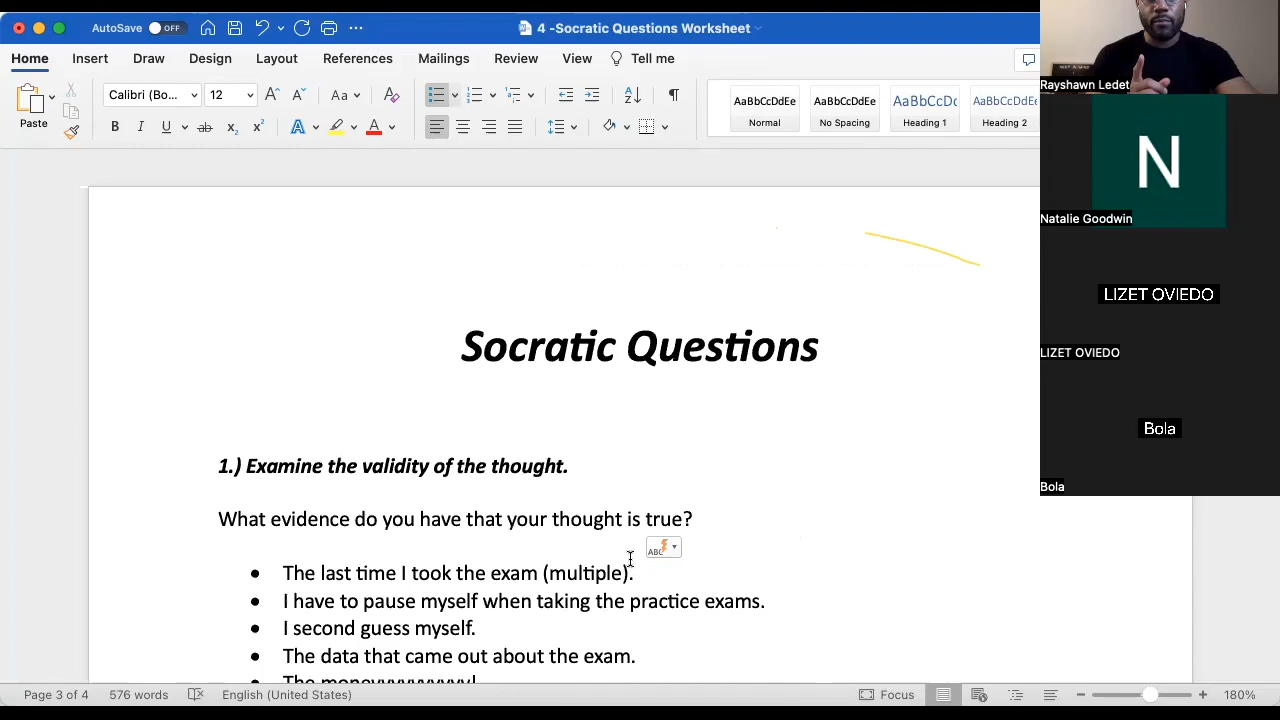 AutoSave OFF 4 -Socratic Questions Worksheet
Home Insert Draw Design Layout References Mailings Review View Tell me
Calibri (Bo... 12
Paste
AaBbCcDdEe AaBbCcDdEe AaBbCcDc AaBbCcDdEe
Normal No Spacing Heading 1 Heading 2
Rayshawn Ledet
N
Natalie Goodwin
LIZET OVIEDO
LIZET OVIEDO
Bola
Bola
Socratic Questions
1.) Examine the validity of the thought.
What evidence do you have that your thought is true?
• The last time I took the exam (multiple).
• I have to pause myself when taking the practice exams.
• I second guess myself.
• The data that came out about the exam.
Page 3 of 4 576 words English (United States) Focus 180%